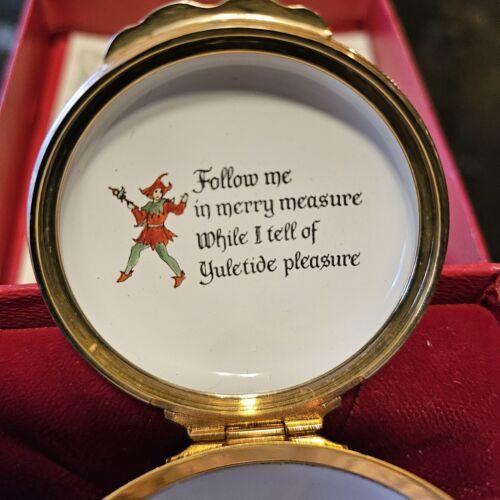 Follow me
in merry measure
While I tell of
Yuletide pleasure